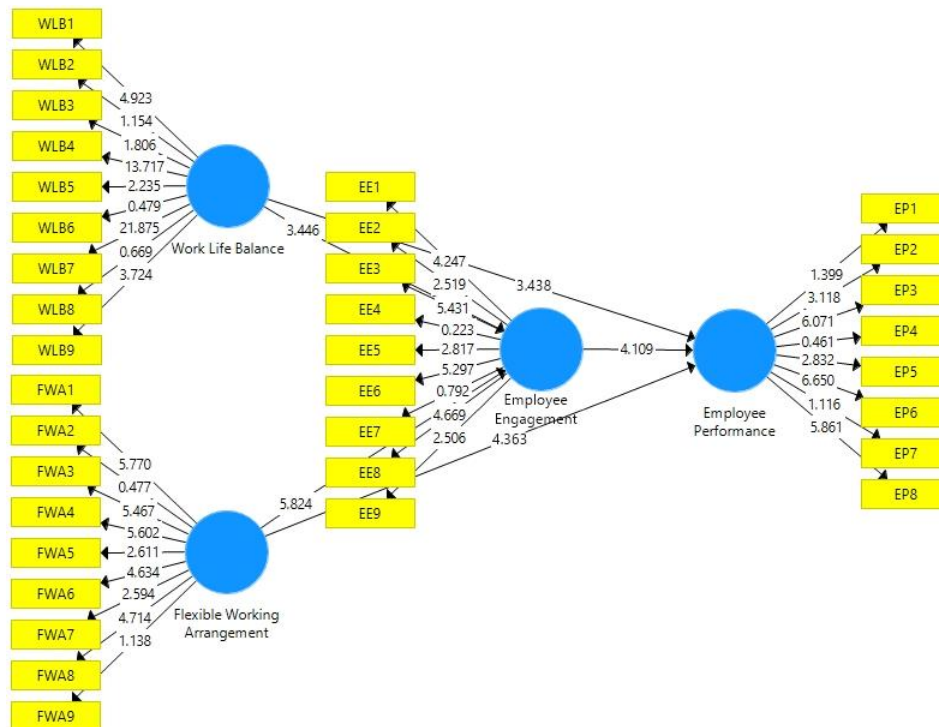 WLB1
WLB2
WLB3
WLB4
WLB5
WLB6
WLB7
WLB8
WLB9
4.923
1.154
1.806
13.717
2.235
0.479
21.875
0.669
3.724
Work Life Balance
FWA1
FWA2
FWA3
FWA4
FWA5
FWA6
FWA7
FWA8
FWA9
5.770
0.477
5.467
5.602
2.611
4.634
2.594
4.714
1.138
Flexible Working
Arrangement
3.446
3.438
5.824
4.363
EE1
EE2
EE3
EE4
EE5
EE6
EE7
EE8
EE9
4.247
2.519
5.431
0.223
2.817
5.297
0.792
4.669
2.506
Employee
Engagement
4.109
Employee
Performance
1.399
3.118
6.071
0.461
2.832
6.650
1.116
5.861
EP1
EP2
EP3
EP4
EP5
EP6
EP7
EP8